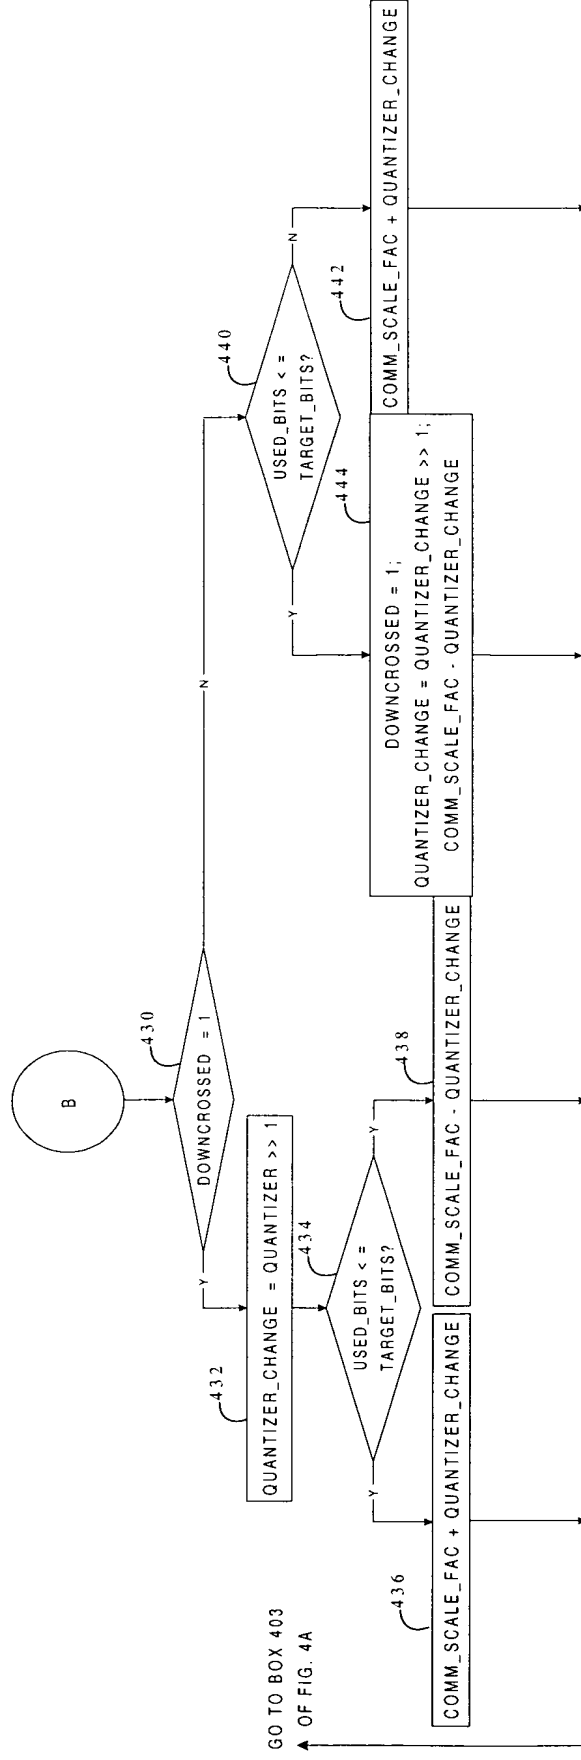 B
430
DOWNCROSSED = 1
Y
N
432
QUANTIZER_CHANGE = QUANTIZER >> 1;
434
USED_BITS < =
TARGET_BITS?
Y
Y
436
COMM_SCALE_FAC + QUANTIZER_CHANGE
438
COMM_SCALE_FAC - QUANTIZER_CHANGE
440
USED_BITS < =
TARGET_BITS?
Y
N
444
DOWNCROSSED = 1;
QUANTIZER_CHANGE = QUANTIZER_CHANGE >> 1;
COMM_SCALE_FAC - QUANTIZER_CHANGE
442
COMM_SCALE_FAC + QUANTIZER_CHANGE
GO TO BOX 403
OF FIG. 4A